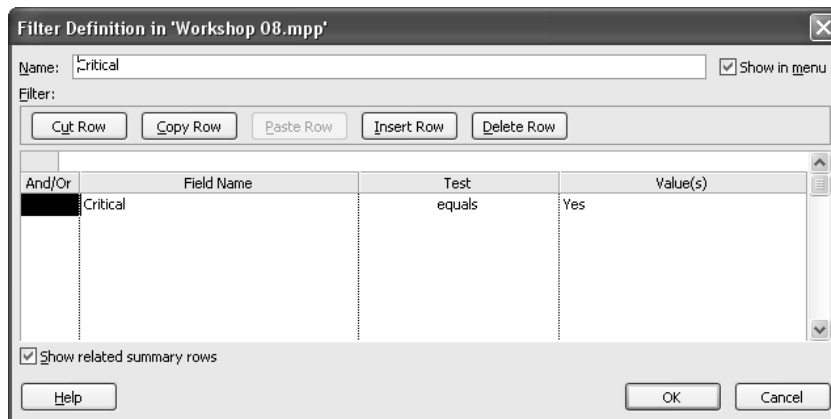 Filter Definition in 'Workshop 08.mpp'
Name: Critical Show in menu
Filter:
Cut Row Copy Row Paste Row Insert Row Delete Row
And/Or Field Name Test Value(s)
Critical equals Yes
Show related summary rows
Help OK Cancel